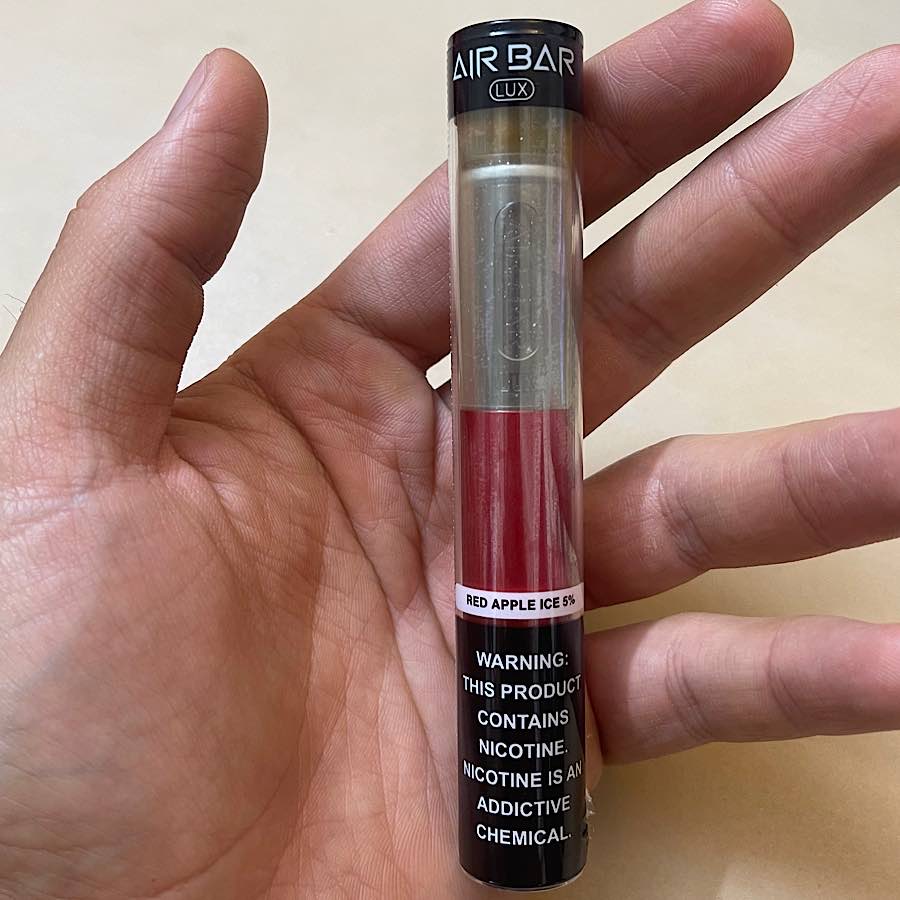 AIR BAR
LUX
RED APPLE ICE 5%
WARNING:
THIS PRODUCT
CONTAINS
NICOTINE.
NICOTINE IS AN
ADDICTIVE
CHEMICAL.